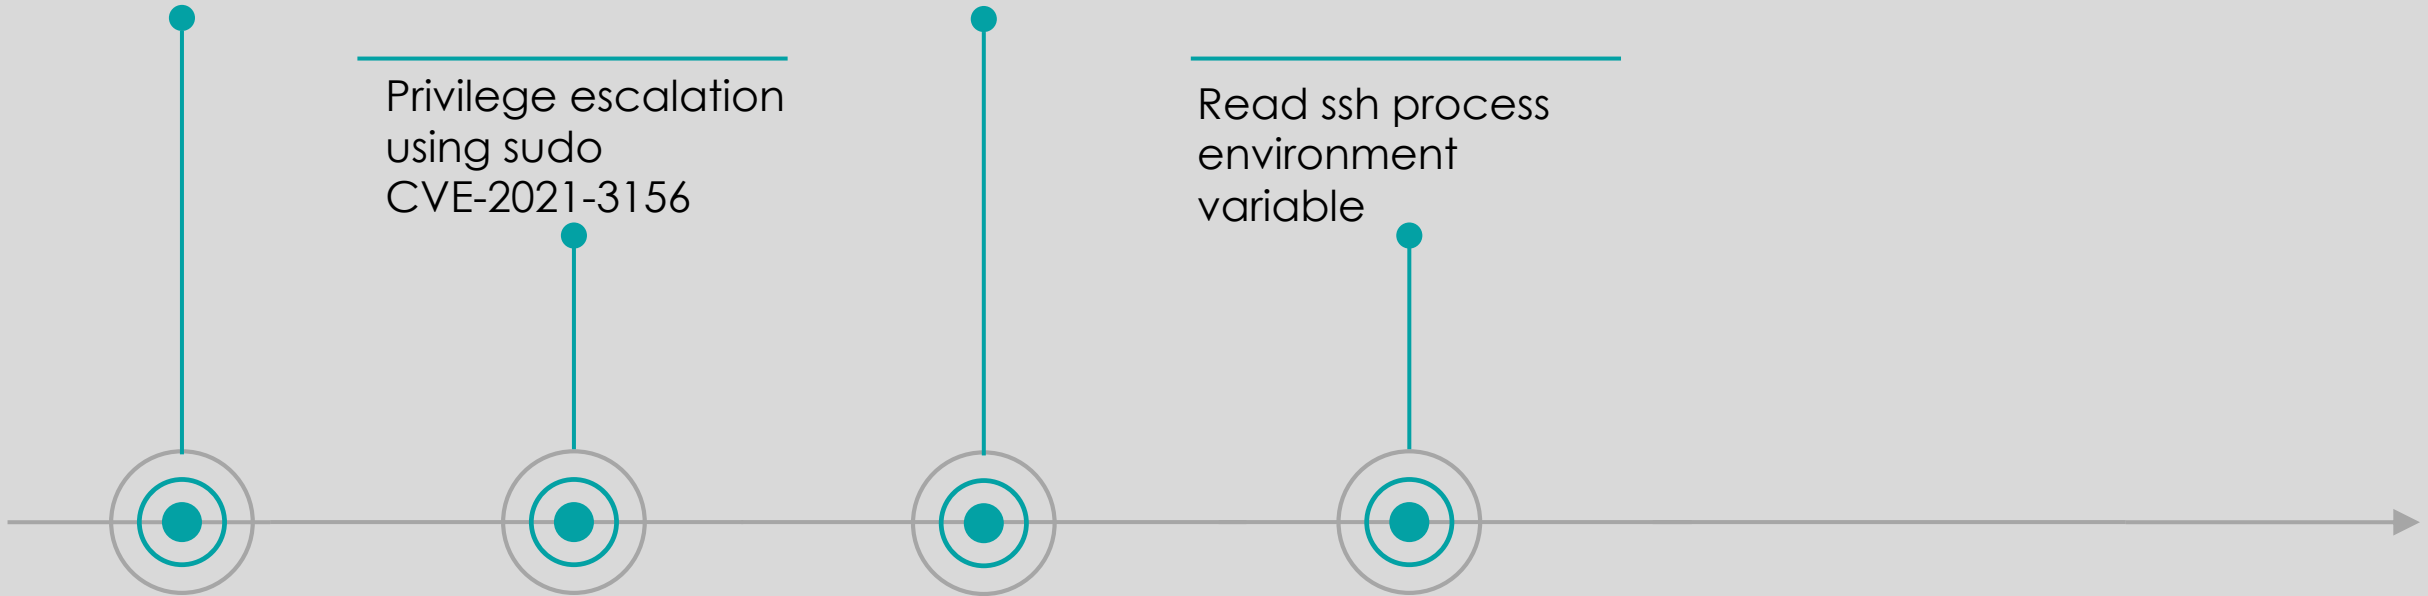 Privilege escalation
using sudo
CVE-2021-3156
Read ssh process
environment
variable